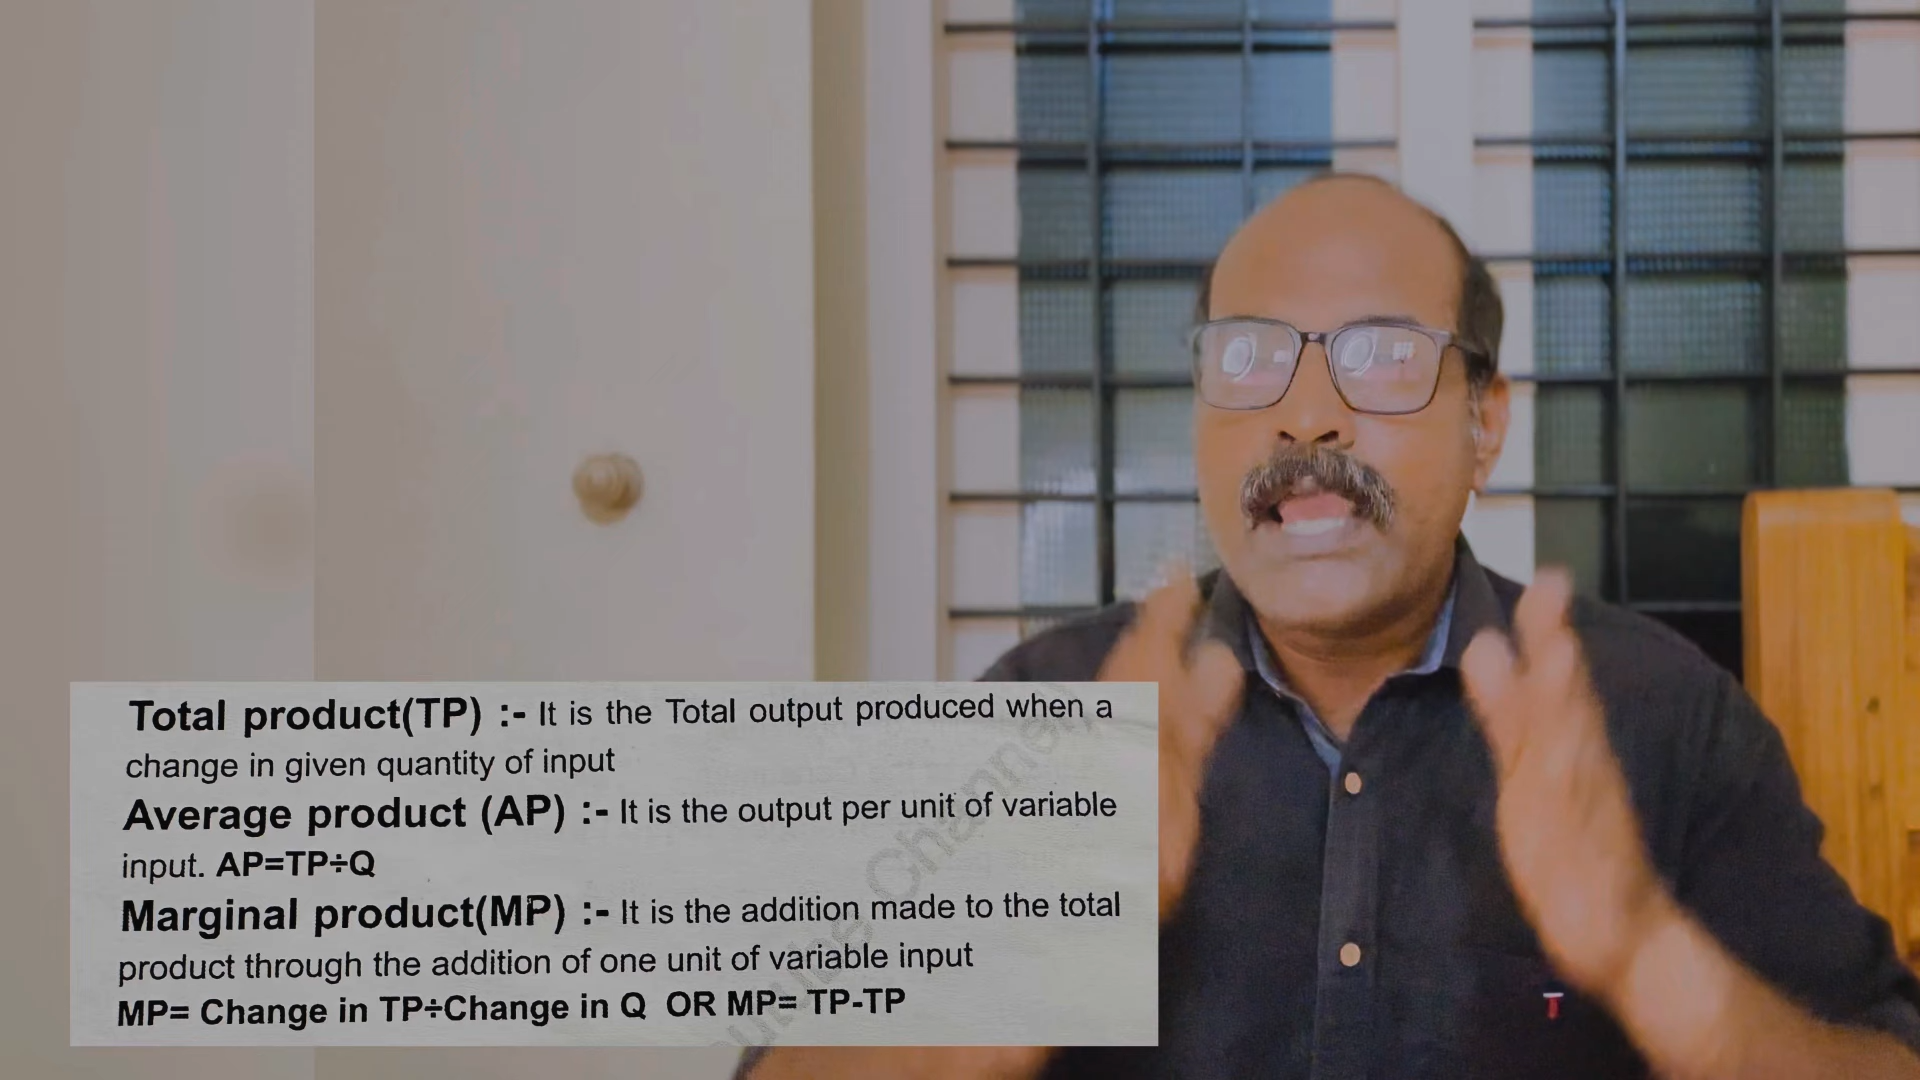 Total product(TP) :- It is the Total output produced when a
change in given quantity of input
Average product (AP) :- It is the output per unit of variable
input. AP=TP÷Q
Marginal product(MP) :- It is the addition made to the total
product through the addition of one unit of variable input
MP= Change in TP÷Change in Q OR MP= TP-TP